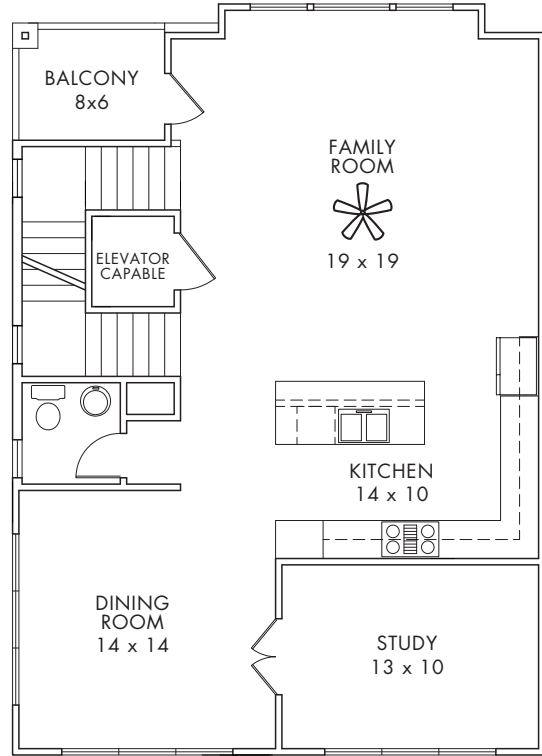 BALCONY
8x6
FAMILY
ROOM
19 x 19
ELEVATOR
CAPABLE
KITCHEN
14 x 10
DINING
ROOM
14 x 14
STUDY
13 x 10